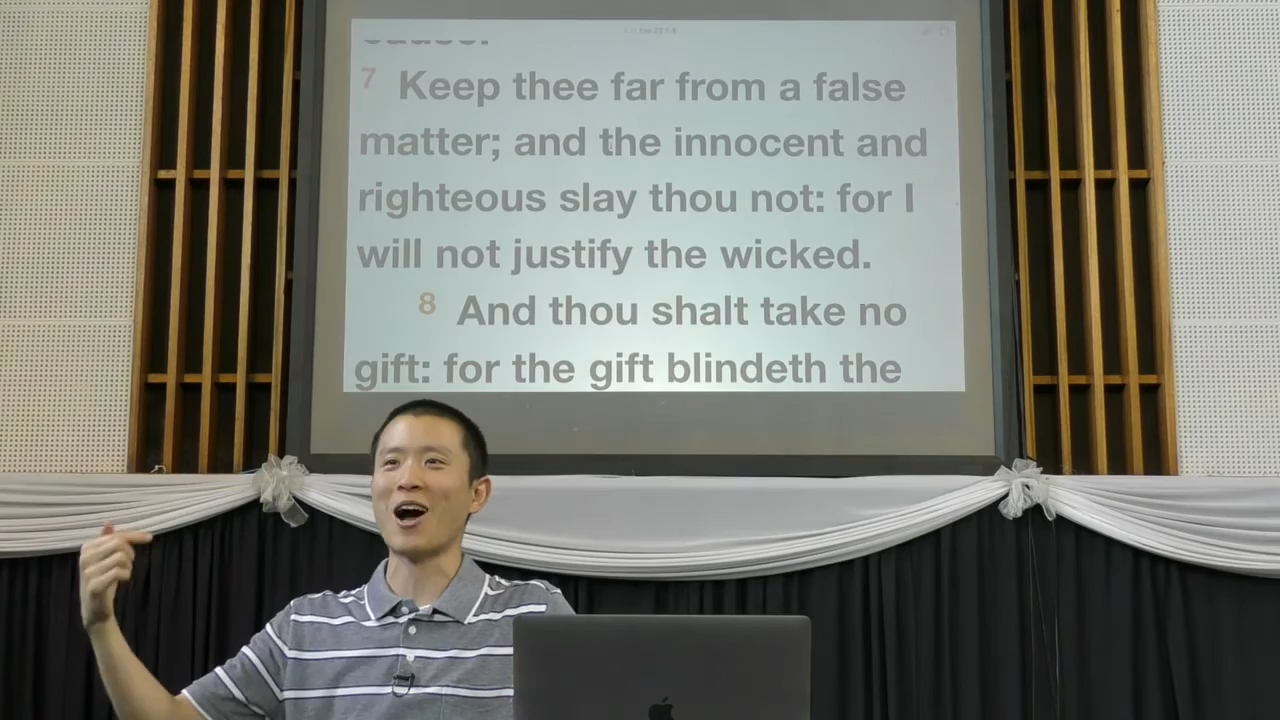 7 Keep thee far from a false
matter; and the innocent and
righteous slay thou not: for I
will not justify the wicked.
8 And thou shalt take no
gift: for the gift blindeth the